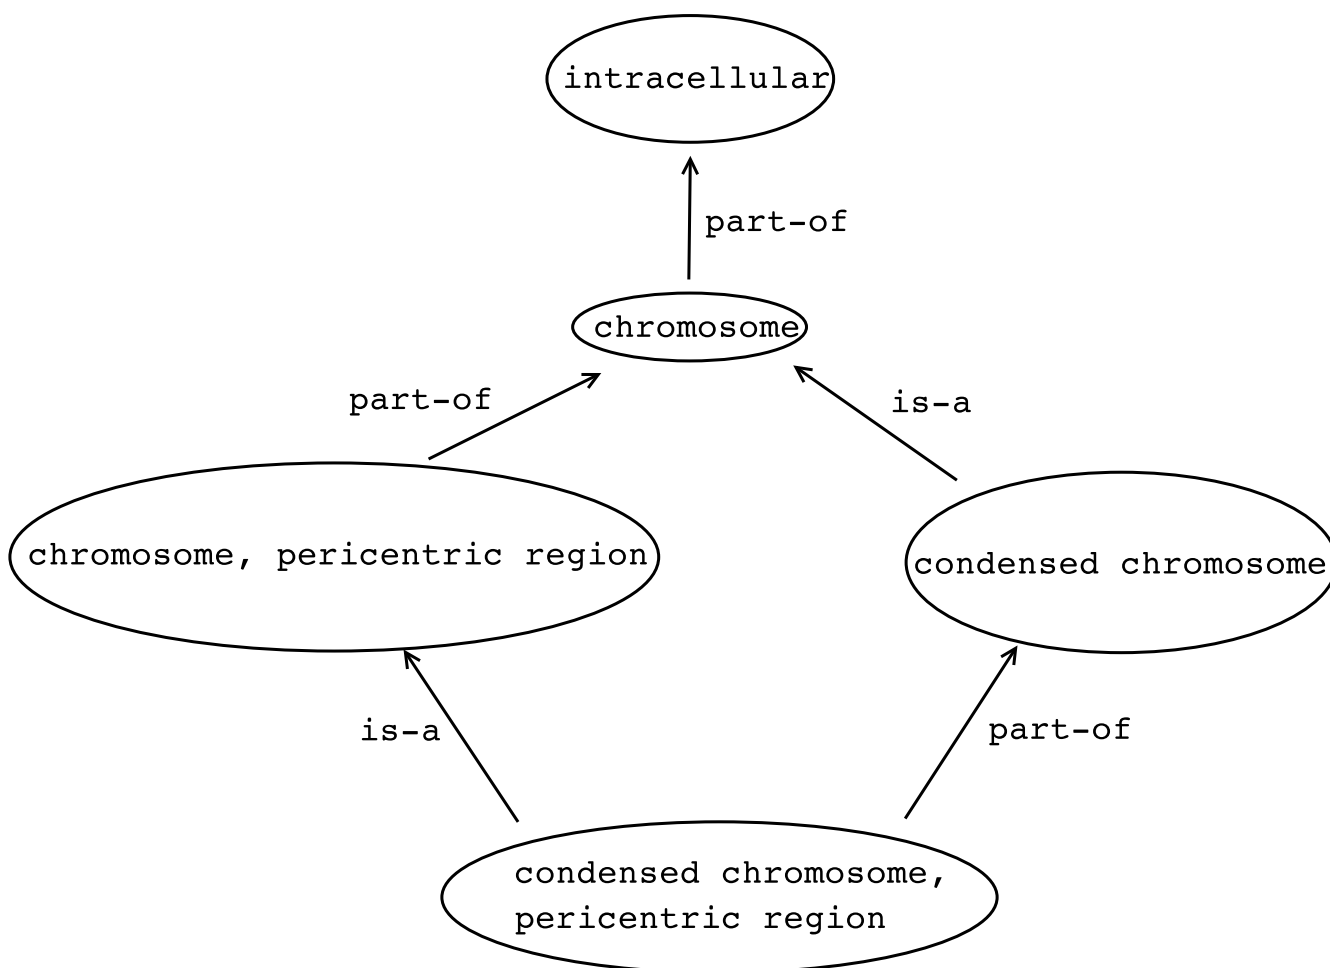 intracellular
part-of
chromosome
part-of
is-a
chromosome, pericentric region
condensed chromosome
is-a
part-of
condensed chromosome,
pericentric region